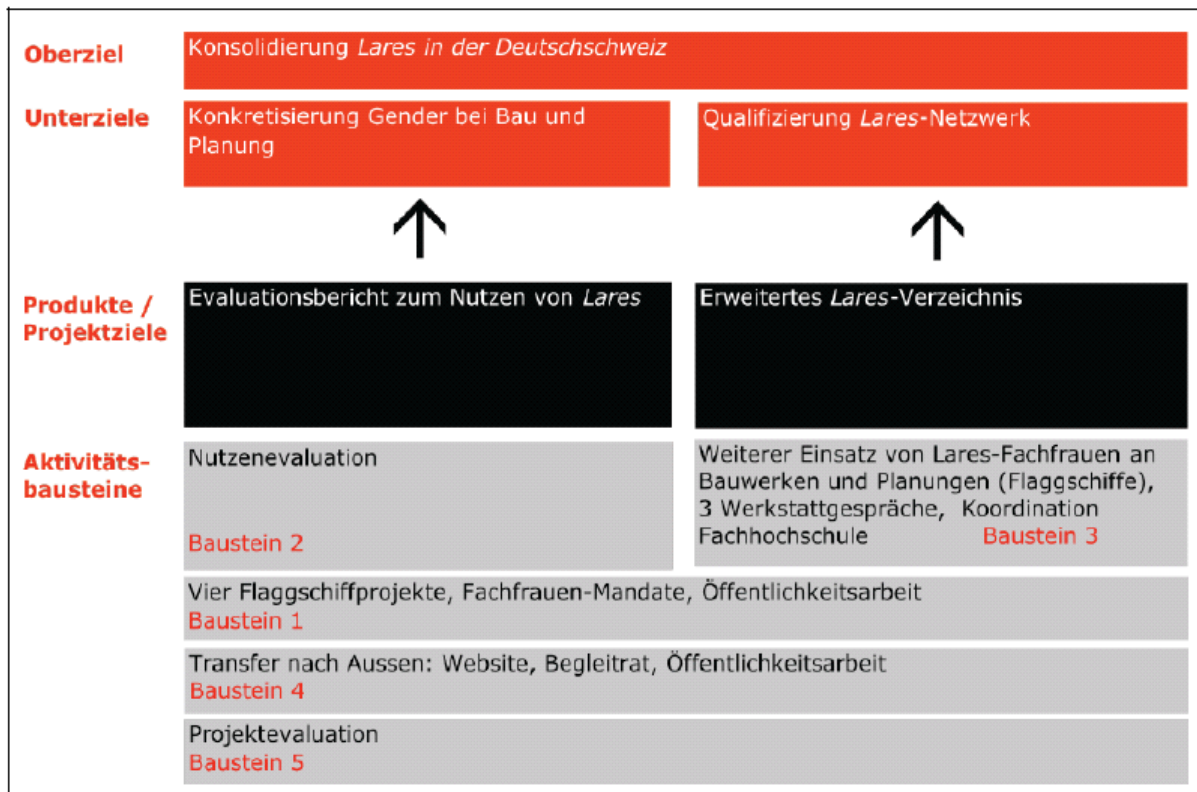 Oberziel
Konsolidierung Lares in der Deutschschweiz
Unterziele
Konkretisierung Gender bei Bau und
Planung
Qualifizierung Lares-Netzwerk
Produkte /
Projektziele
Evaluationsbericht zum Nutzen von Lares
Erweitertes Lares-Verzeichnis
Aktivitäts-
bausteine
Nutzenevaluation
Baustein 2
Weiterer Einsatz von Lares-Fachfrauen an
Bauwerken und Planungen (Flaggschiffe),
3 Werkstattgespräche, Koordination
Fachhochschule Baustein 3
Vier Flaggschiffprojekte, Fachfrauen-Mandate, Öffentlichkeitsarbeit
Baustein 1
Transfer nach Aussen: Website, Begleitrat, Öffentlichkeitsarbeit
Baustein 4
Projektevaluation
Baustein 5